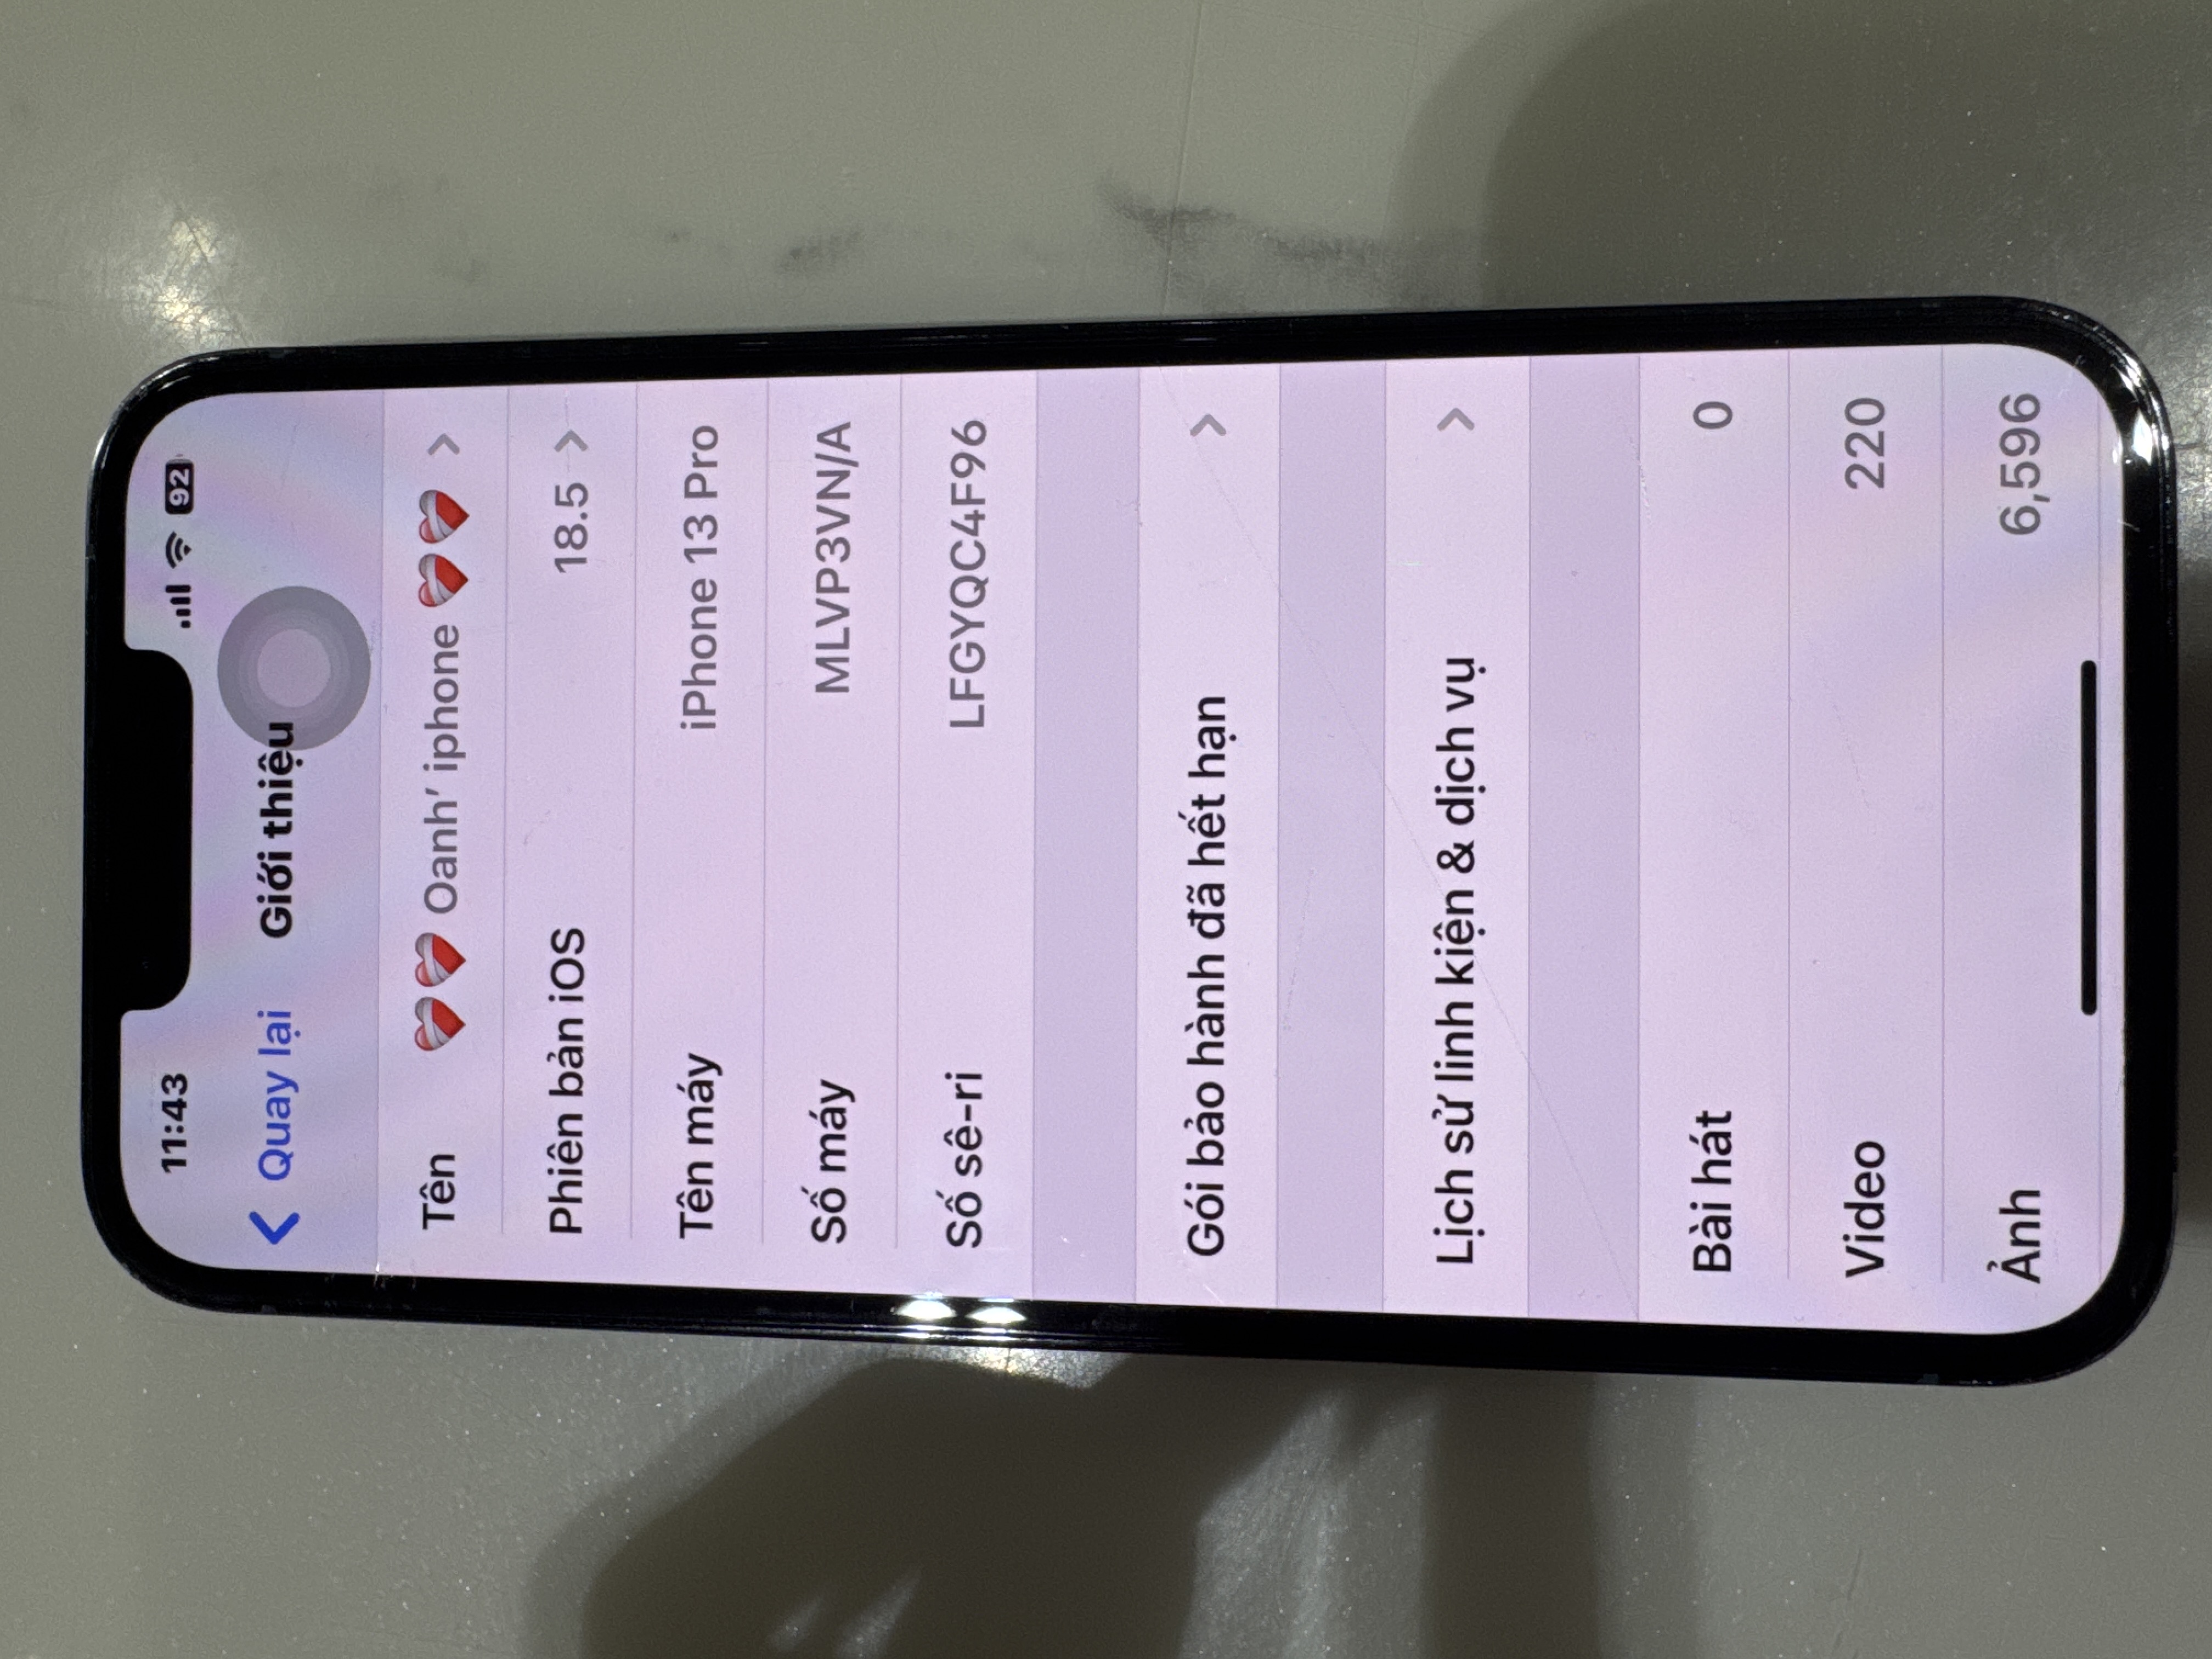 11:43 92
Quay lại Giới thiệu
Tên ❤️‍🩹❤️‍🩹 Oanh’ iphone ❤️‍🩹❤️‍🩹
Phiên bản iOS 18.5
Tên máy iPhone 13 Pro
Số máy MLVP3VN/A
Số sê-ri LFGYQC4F96
Gói bảo hành đã hết hạn
Lịch sử linh kiện & dịch vụ
Bài hát 0
Video 220
Ảnh 6,596